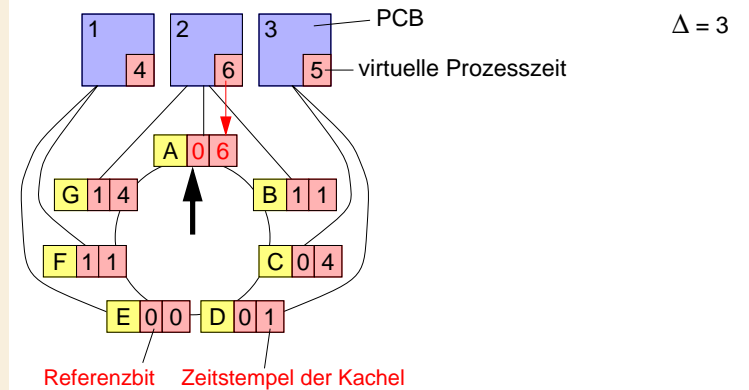 PCB
Δ = 3
1 2 3
4 6 5
virtuelle Prozesszeit
A 0 6
G 1 4
B 1 1
F 1 1
C 0 4
E 0 0
D 0 1
Referenzbit
Zeitstempel der Kachel